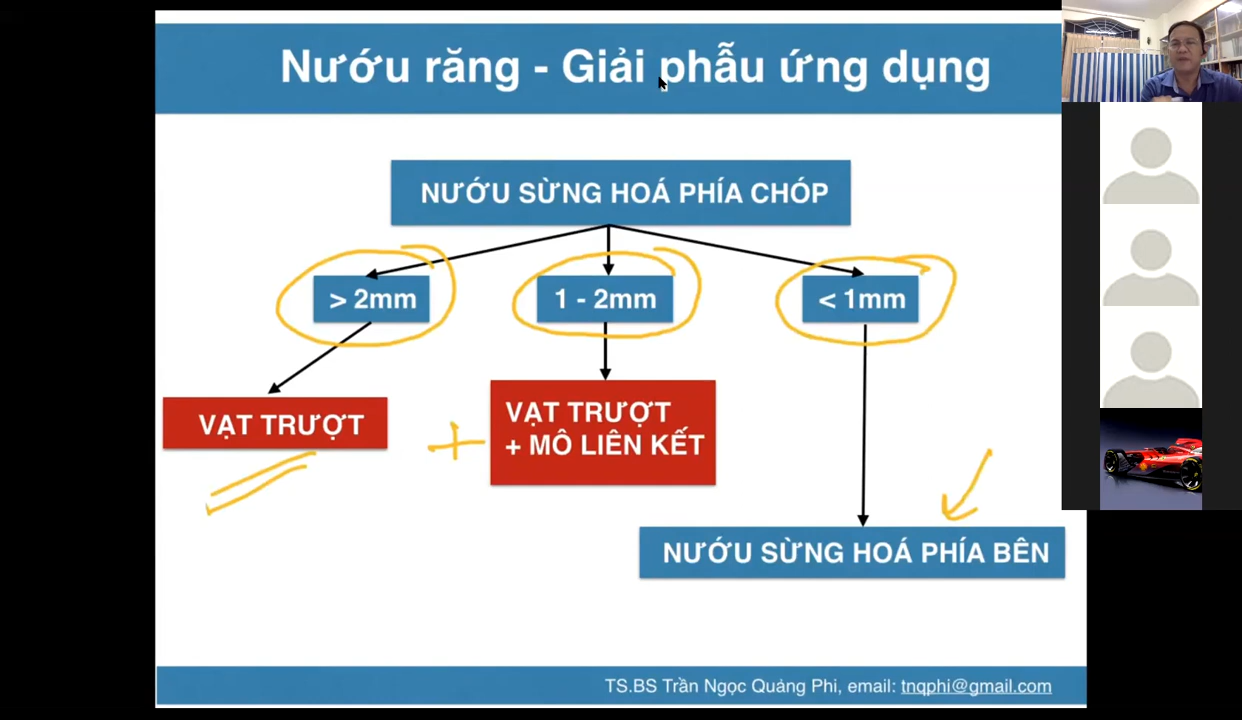 Nướu răng - Giải phẫu ứng dụng
NƯỚU SỪNG HOÁ PHÍA CHÓP
> 2mm
1 - 2mm
< 1mm
VẠT TRƯỢT
VẠT TRƯỢT
+ MÔ LIÊN KẾT
NƯỚU SỪNG HOÁ PHÍA BÊN
TS.BS Trần Ngọc Quảng Phi, email: tnqphi@gmail.com